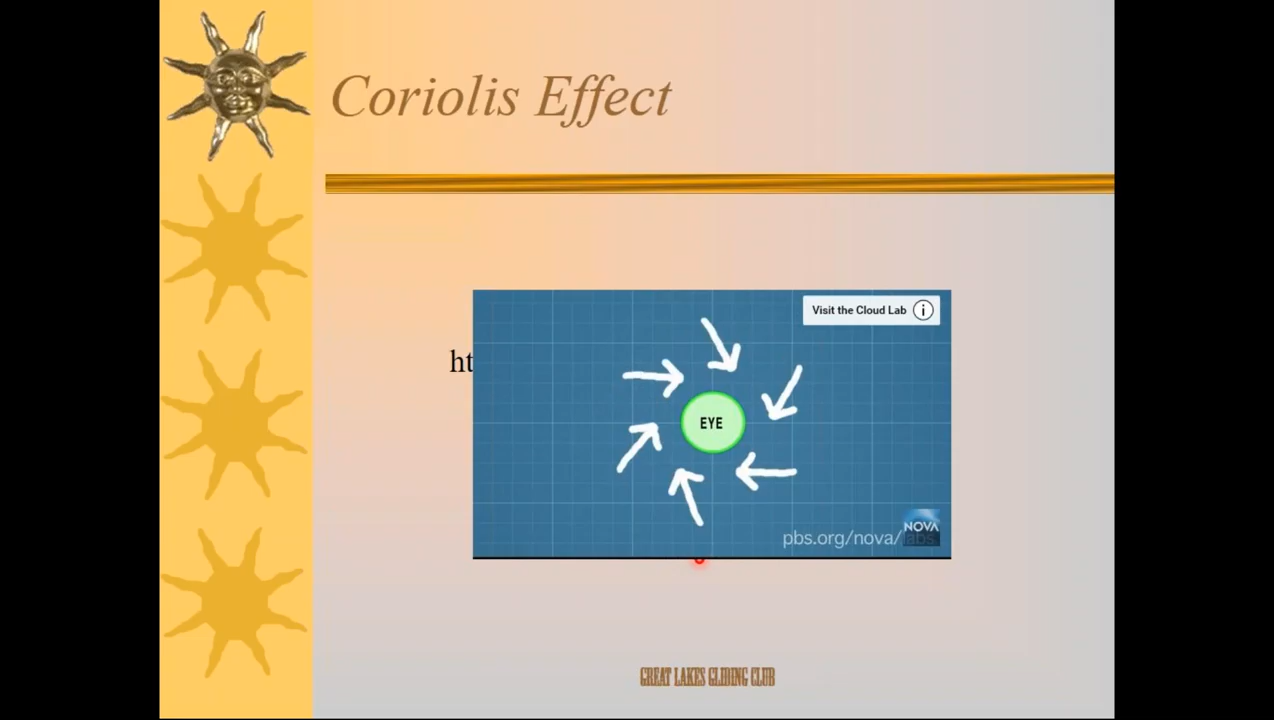 Coriolis Effect
Visit the Cloud Lab
ht
EYE
pbs.org/nova/labs
NOVA
GREAT LAKES GLIDING CLUB